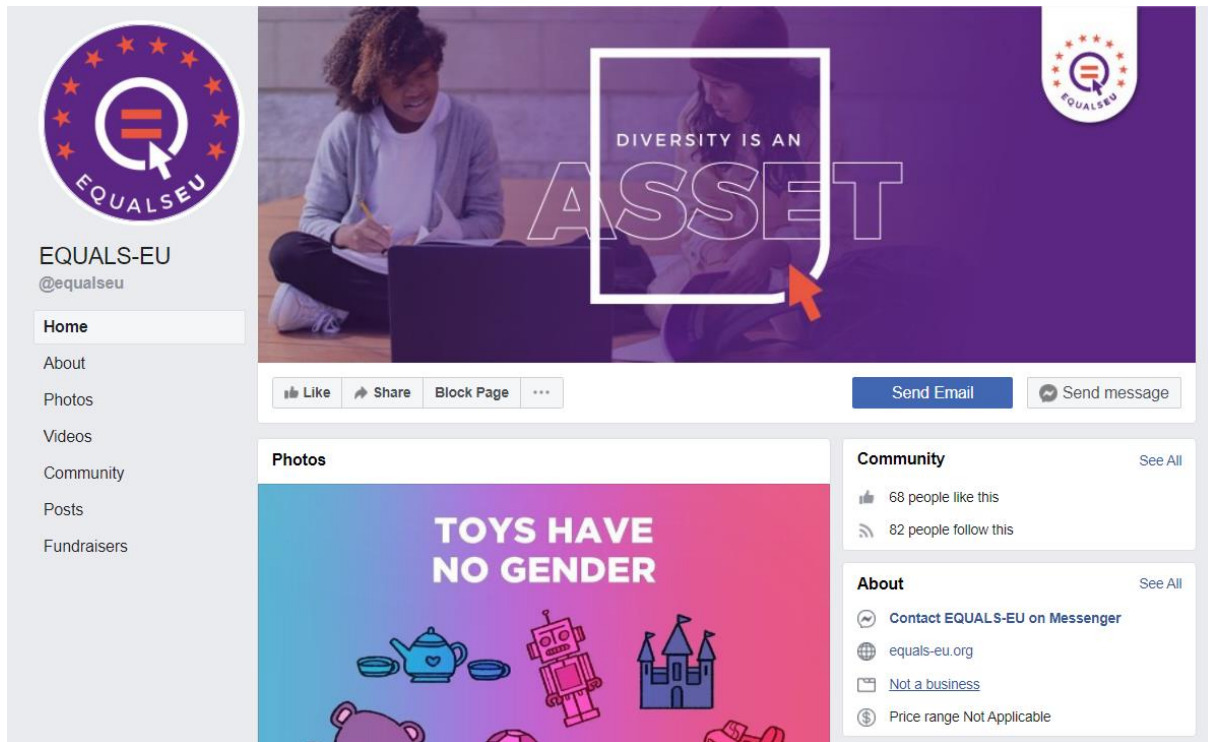 EQUALSEU
EQUALS-EU
@equalseu
Home
About
Photos
Videos
Community
Posts
Fundraisers
DIVERSITY IS AN
ASSET
EQUALSEU
Like
Share
Block Page
...
Send Email
Send message
Photos
TOYS HAVE
NO GENDER
Community
See All
68 people like this
82 people follow this
About
See All
Contact EQUALS-EU on Messenger
equals-eu.org
Not a business
Price range Not Applicable